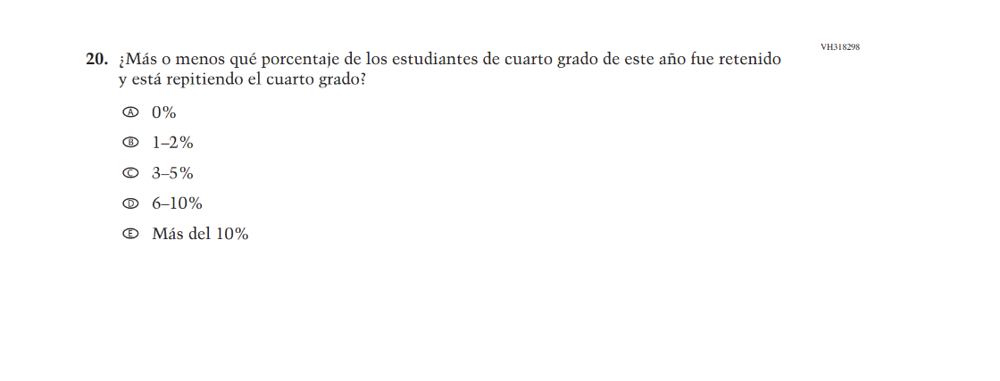 VH318298
20. ¿Más o menos qué porcentaje de los estudiantes de cuarto grado de este año fue retenido
y está repitiendo el cuarto grado?
A 0%
B 1–2%
C 3–5%
D 6–10%
E Más del 10%